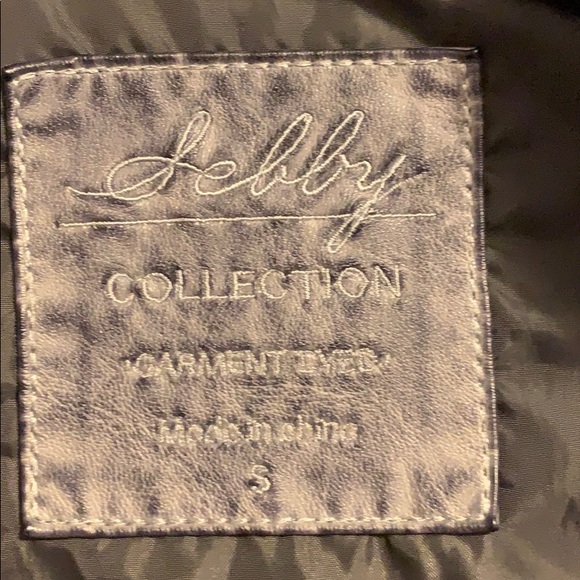 Sebby
COLLECTION
•GARMENT DYED•
Made in china
S